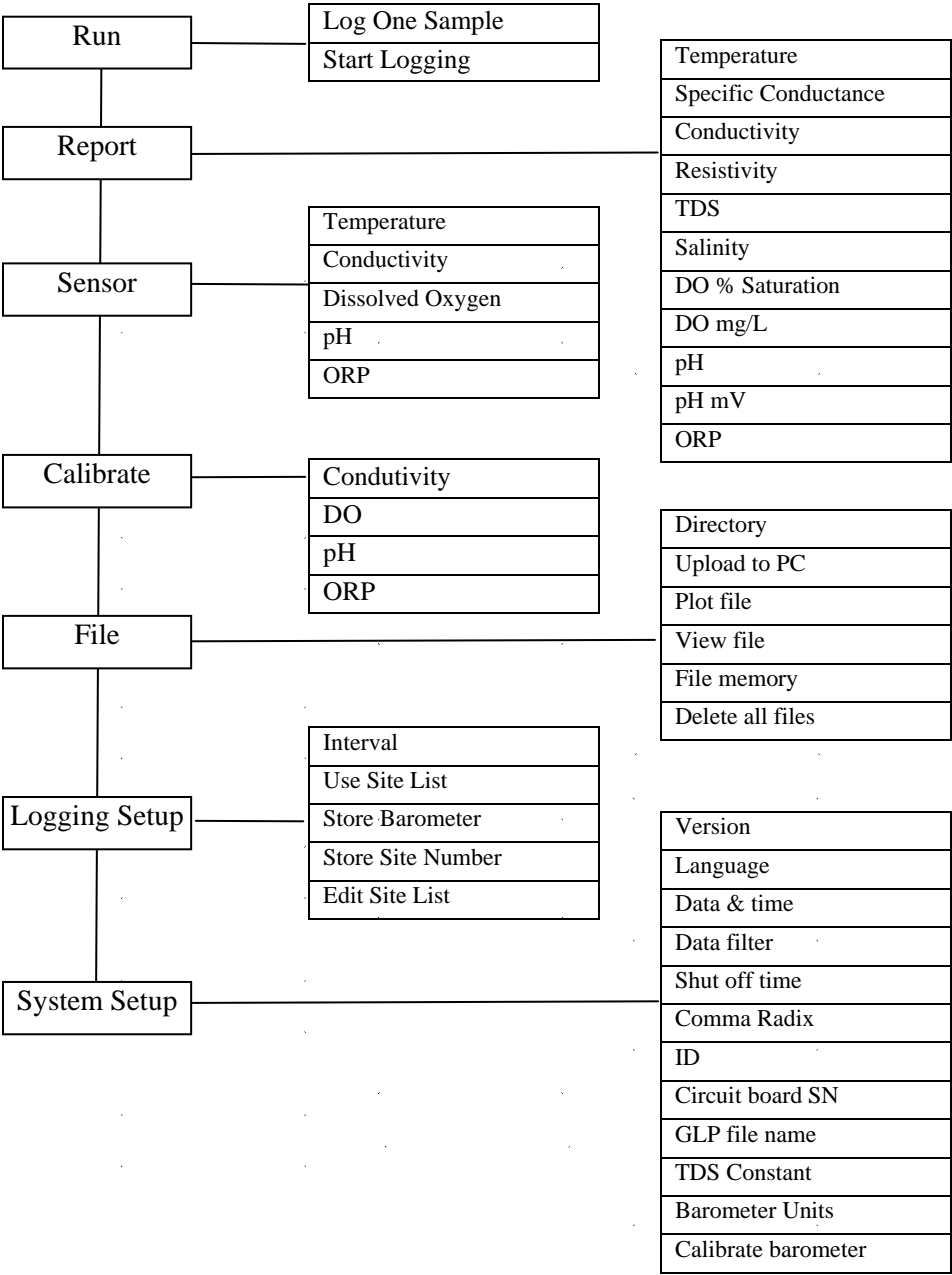 Run
Log One Sample
Start Logging
Report
Temperature
Specific Conductance
Conductivity
Resistivity
TDS
Salinity
DO % Saturation
DO mg/L
pH
pH mV
ORP
Sensor
Temperature
Conductivity
Dissolved Oxygen
pH
ORP
Calibrate
Condutivity
DO
pH
ORP
File
Directory
Upload to PC
Plot file
View file
File memory
Delete all files
Logging Setup
Interval
Use Site List
Store Barometer
Store Site Number
Edit Site List
System Setup
Version
Language
Data & time
Data filter
Shut off time
Comma Radix
ID
Circuit board SN
GLP file name
TDS Constant
Barometer Units
Calibrate barometer